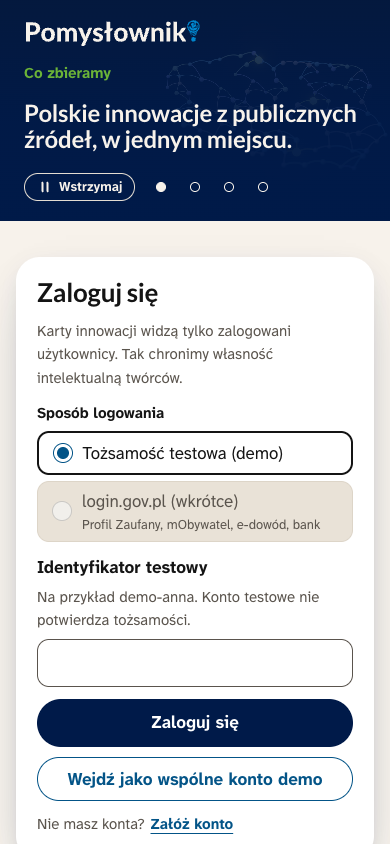 Pomysłownik
Co zbieramy
Polskie innowacje z publicznych
źródeł, w jednym miejscu.
Wstrzymaj
Zaloguj się
Karty innowacji widzą tylko zalogowani
użytkownicy. Tak chronimy własność
intelektualną twórców.
Sposób logowania
Tożsamość testowa (demo)
login.gov.pl (wkrótce)
Profil Zaufany, mObywatel, e-dowód, bank
Identyfikator testowy
Na przykład demo-anna. Konto testowe nie
potwierdza tożsamości.
Zaloguj się
Wejdź jako wspólne konto demo
Nie masz konta? Załóż konto